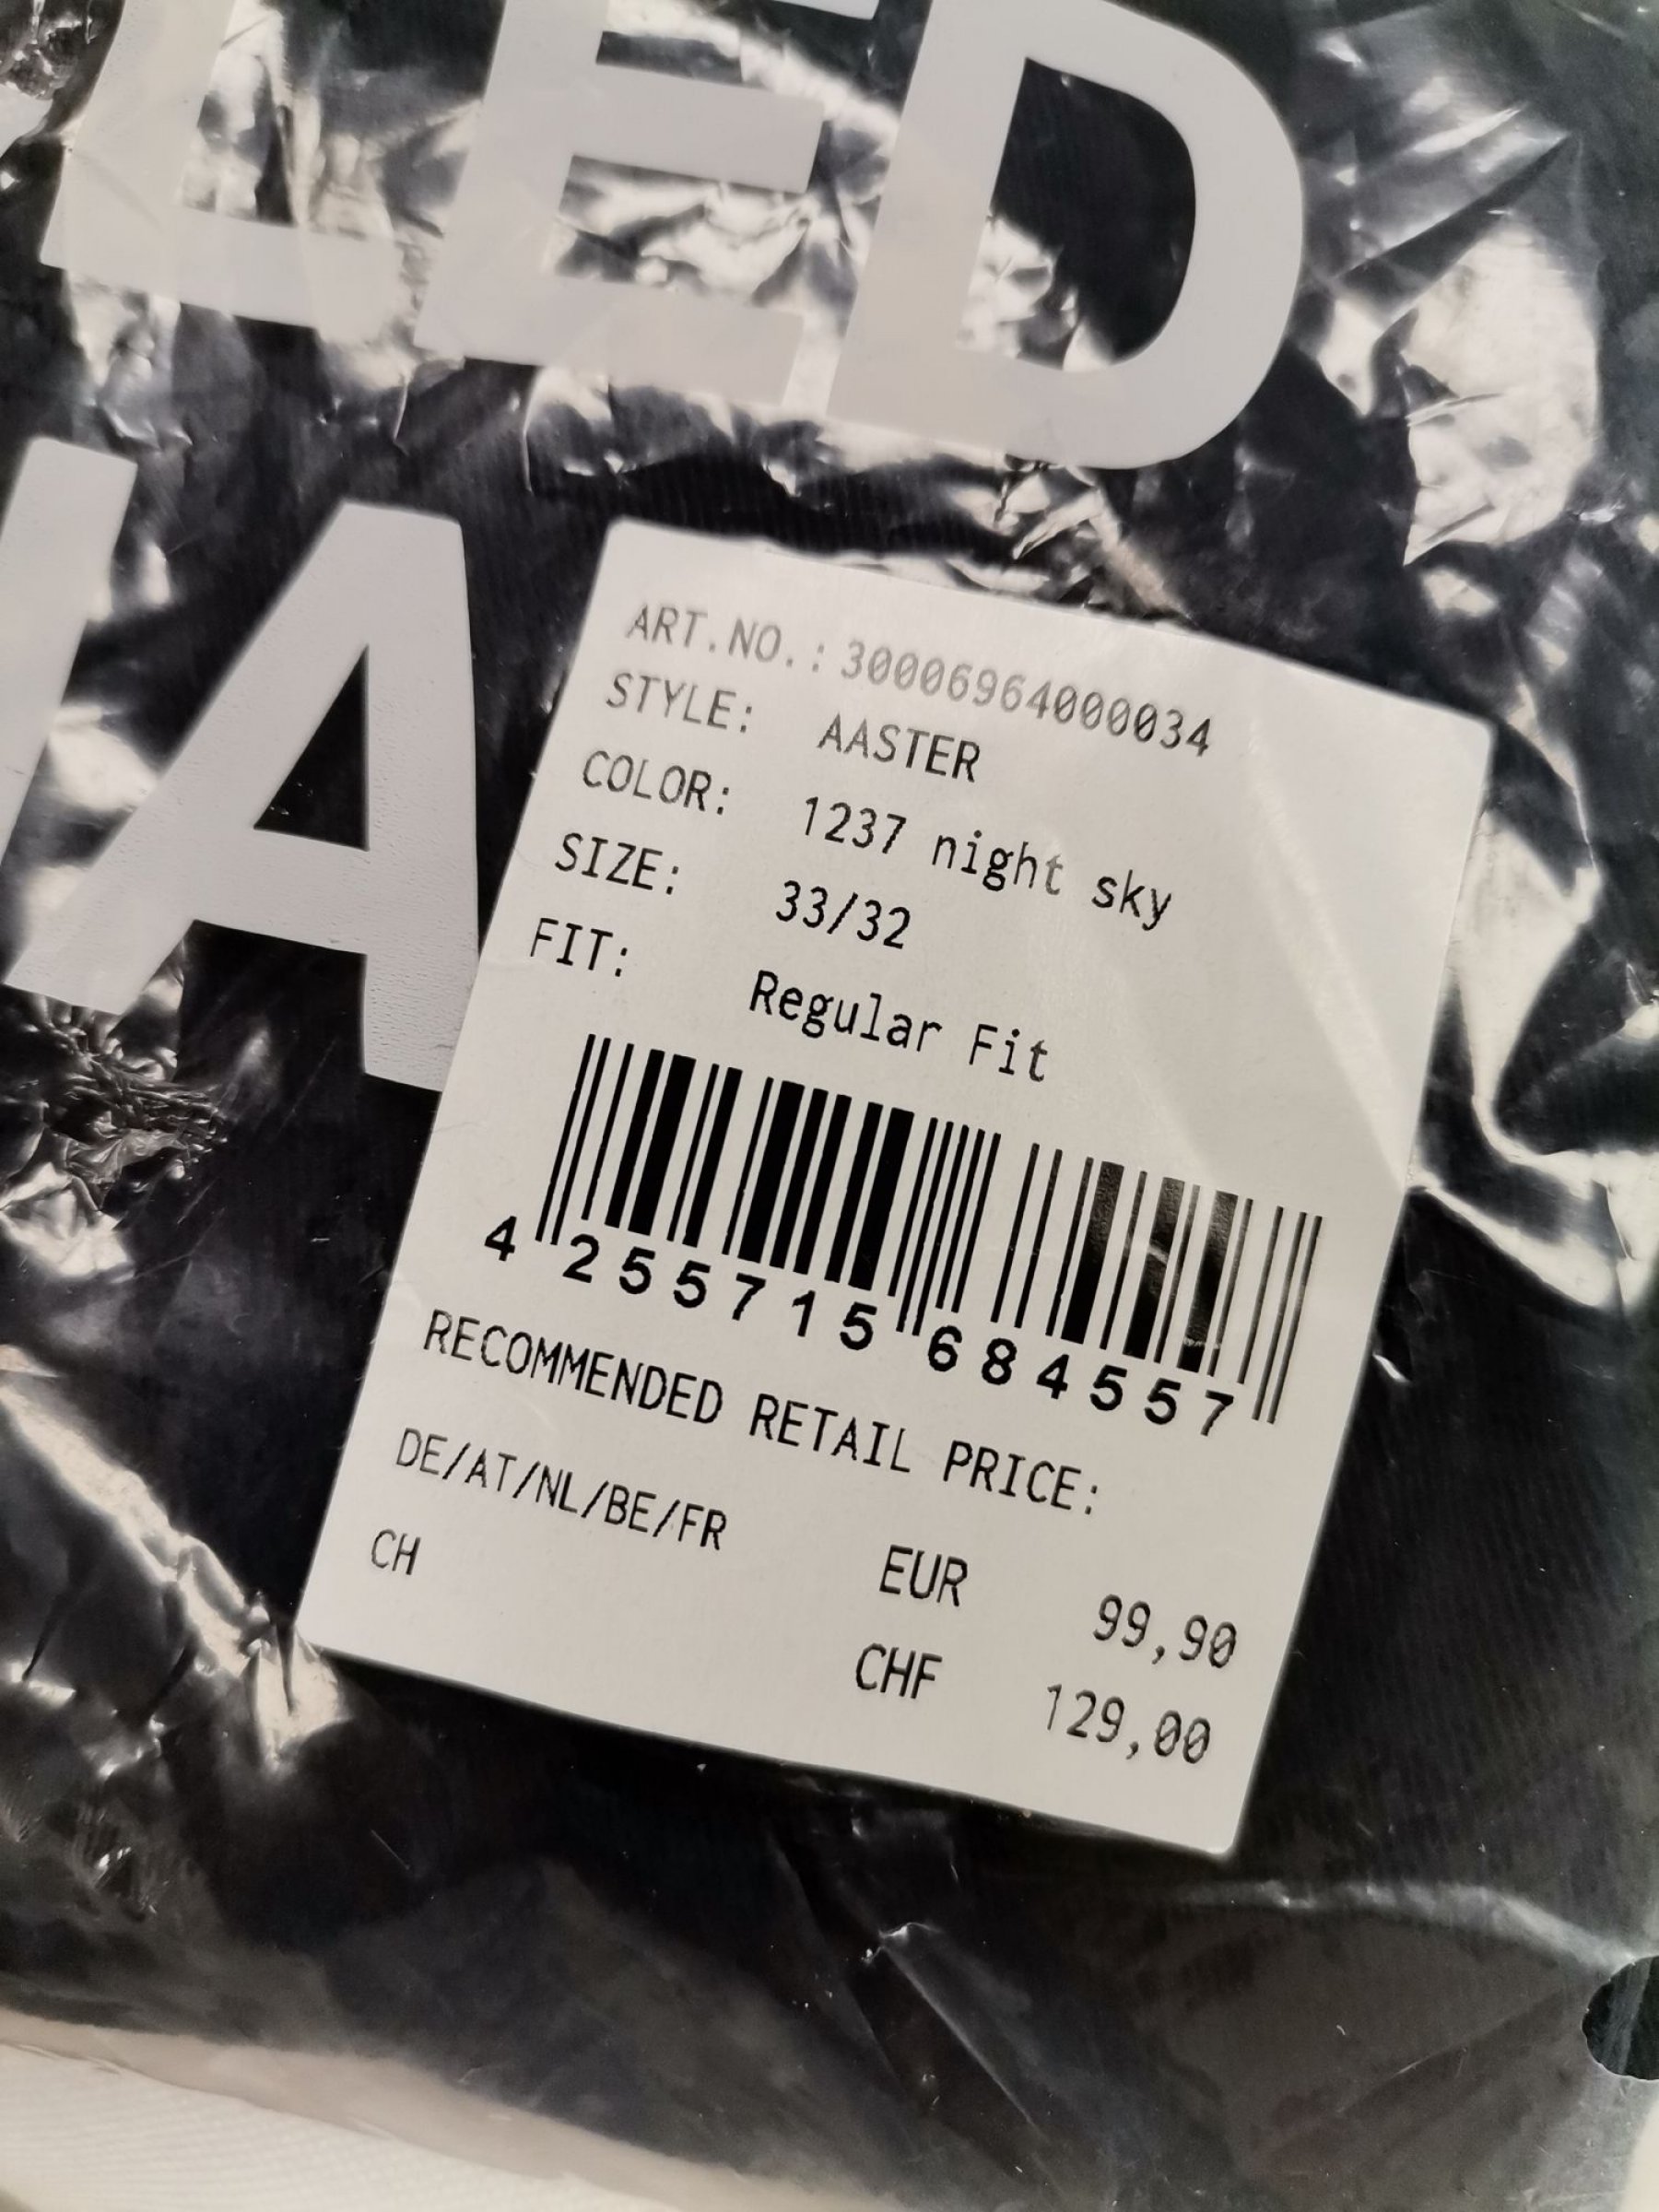 LED
A
ART.NO.: 30006964000034
STYLE: AASTER
COLOR: 1237 night sky
SIZE: 33/32
FIT: Regular Fit
4 255715 684557
RECOMMENDED RETAIL PRICE:
DE/AT/NL/BE/FR EUR 99,90
CH CHF 129,00